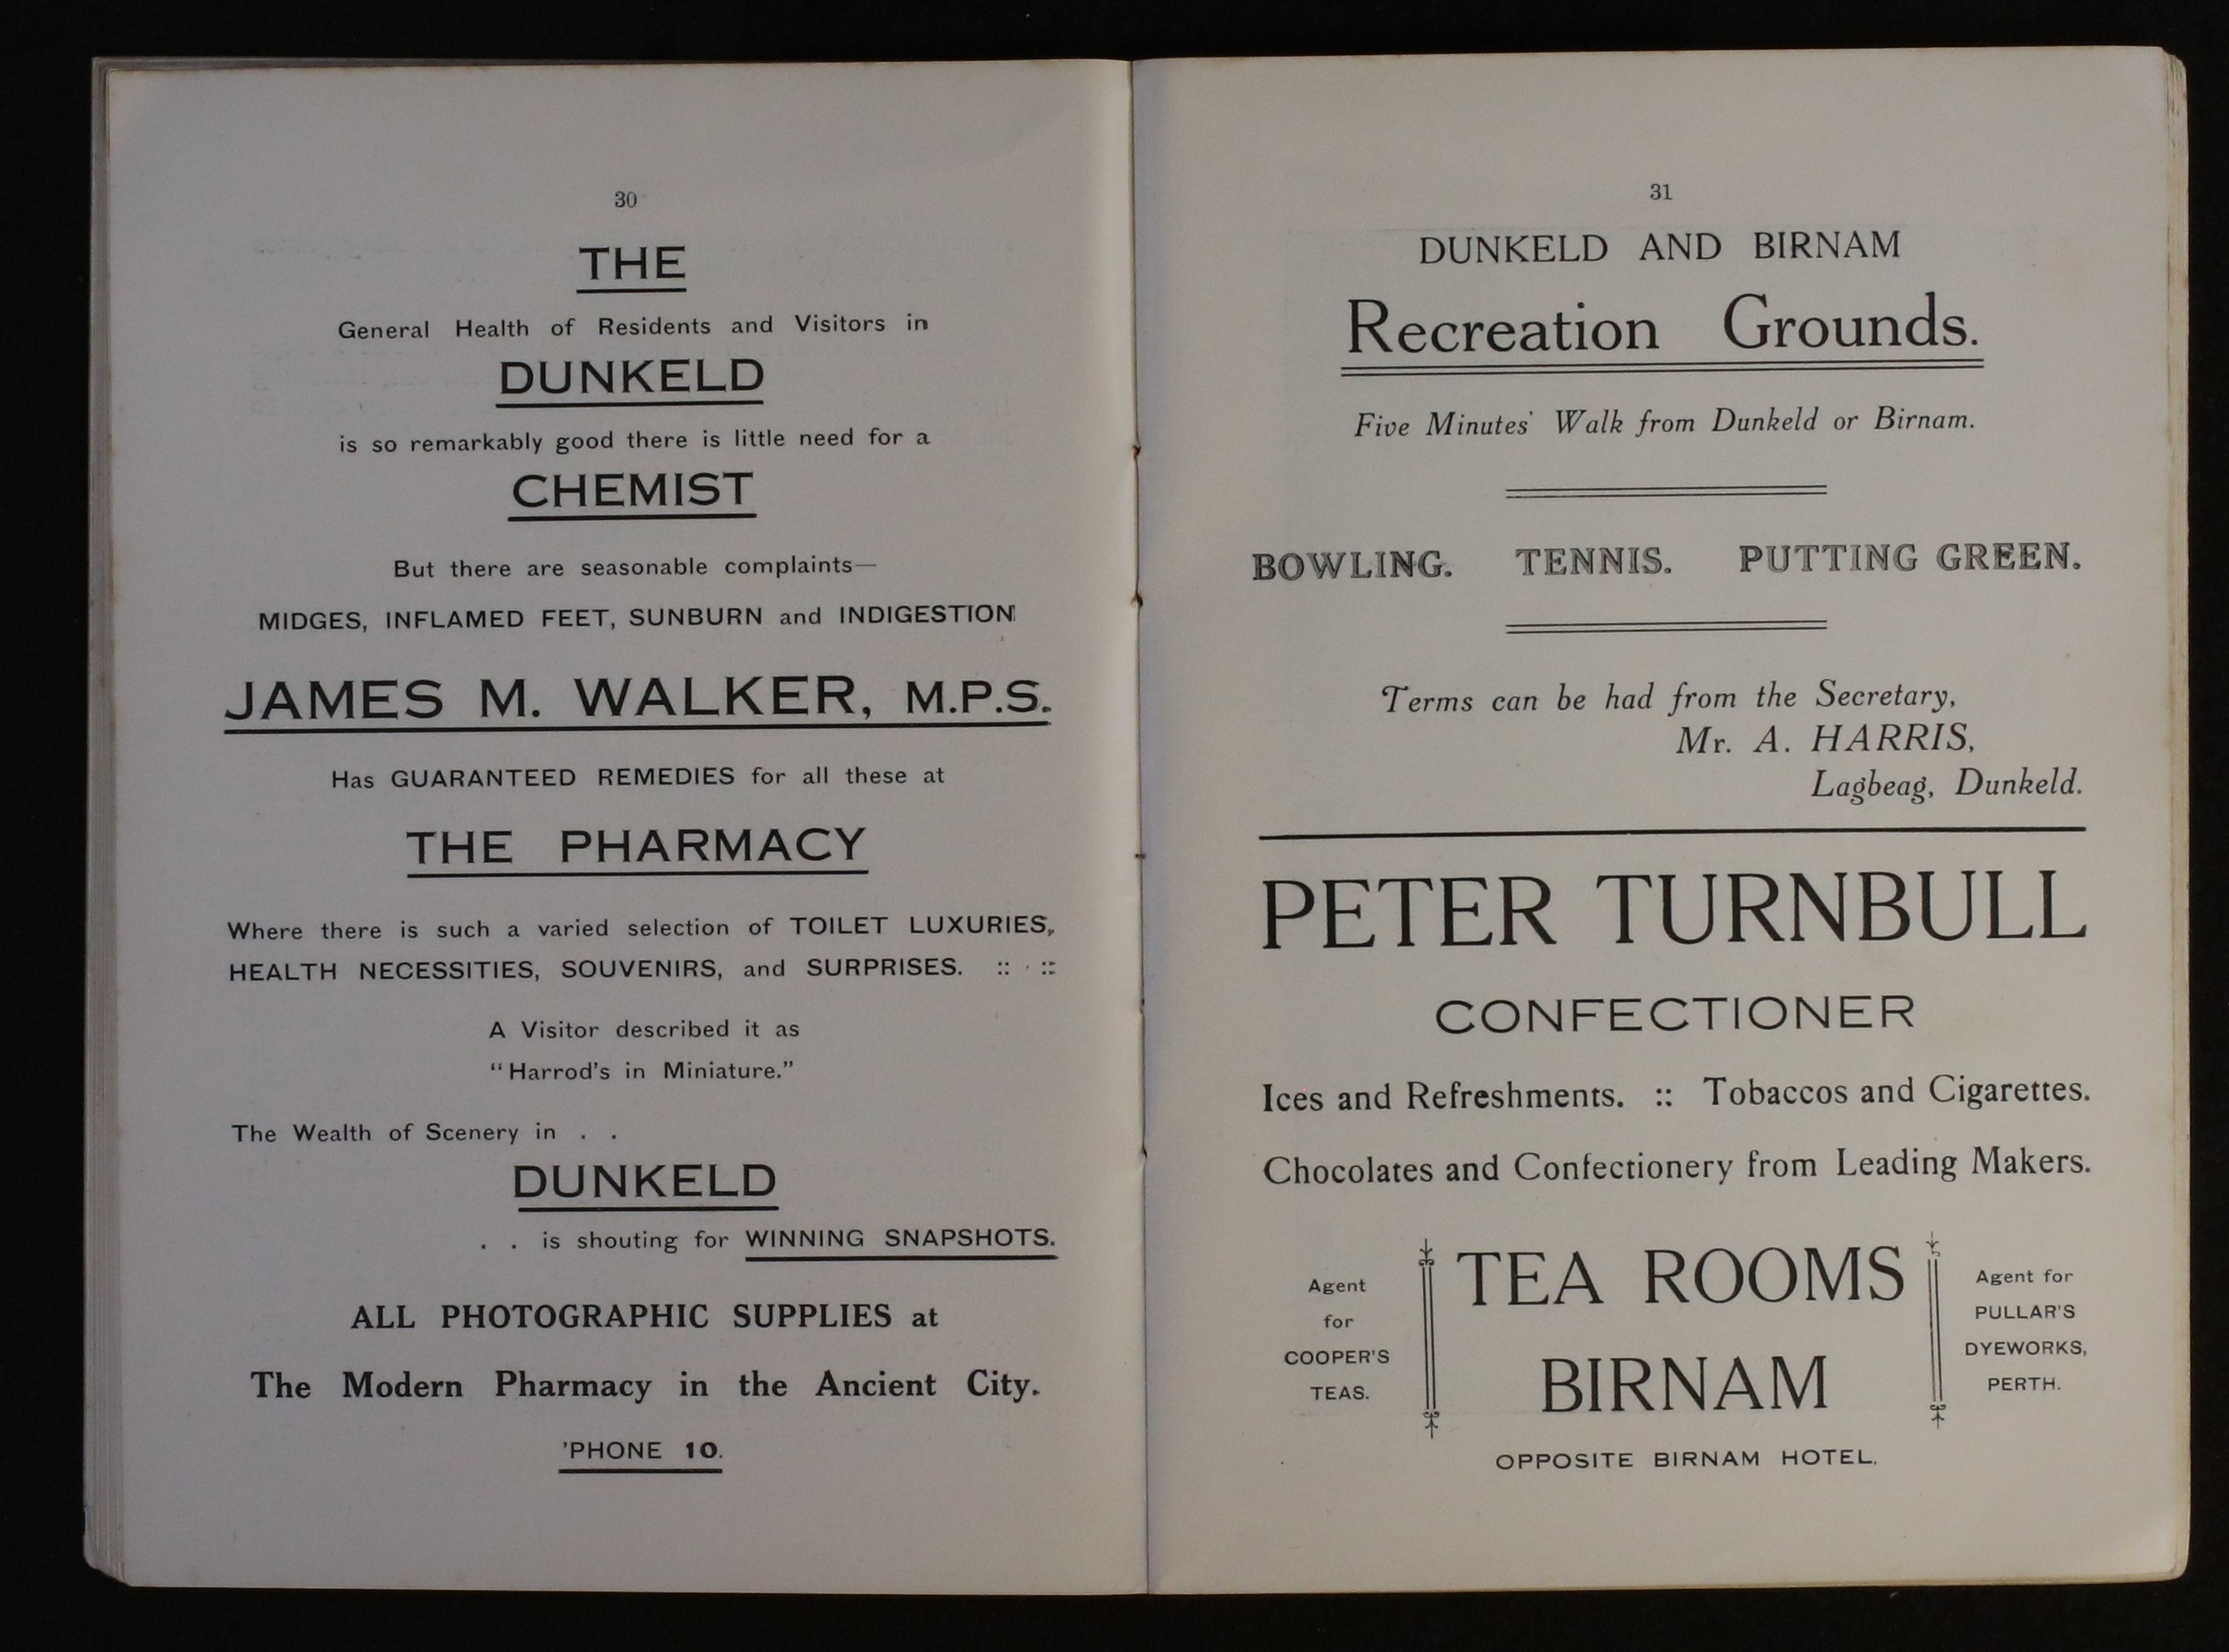 30
THE
General Health of Residents and Visitors in
DUNKELD
is so remarkably good there is little need for a
CHEMIST
But there are seasonable complaints—
MIDGES, INFLAMED FEET, SUNBURN and INDIGESTION
JAMES M. WALKER, M.P.S.
Has GUARANTEED REMEDIES for all these at
THE PHARMACY
Where there is such a varied selection of TOILET LUXURIES,
HEALTH NECESSITIES, SOUVENIRS, and SURPRISES. :: ::
A Visitor described it as
"Harrod's in Miniature."
The Wealth of Scenery in . .
DUNKELD
. . is shouting for WINNING SNAPSHOTS.
ALL PHOTOGRAPHIC SUPPLIES at
The Modern Pharmacy in the Ancient City.
'PHONE 10.
31
DUNKELD AND BIRNAM
Recreation Grounds.
Five Minutes' Walk from Dunkeld or Birnam.
BOWLING. TENNIS. PUTTING GREEN.
Terms can be had from the Secretary,
Mr. A. HARRIS,
Lagbeag, Dunkeld.
PETER TURNBULL
CONFECTIONER
Ices and Refreshments. :: Tobaccos and Cigarettes.
Chocolates and Confectionery from Leading Makers.
Agent
for
COOPER'S
TEAS.
TEA ROOMS
BIRNAM
Agent for
PULLAR'S
DYEWORKS,
PERTH.
OPPOSITE BIRNAM HOTEL.